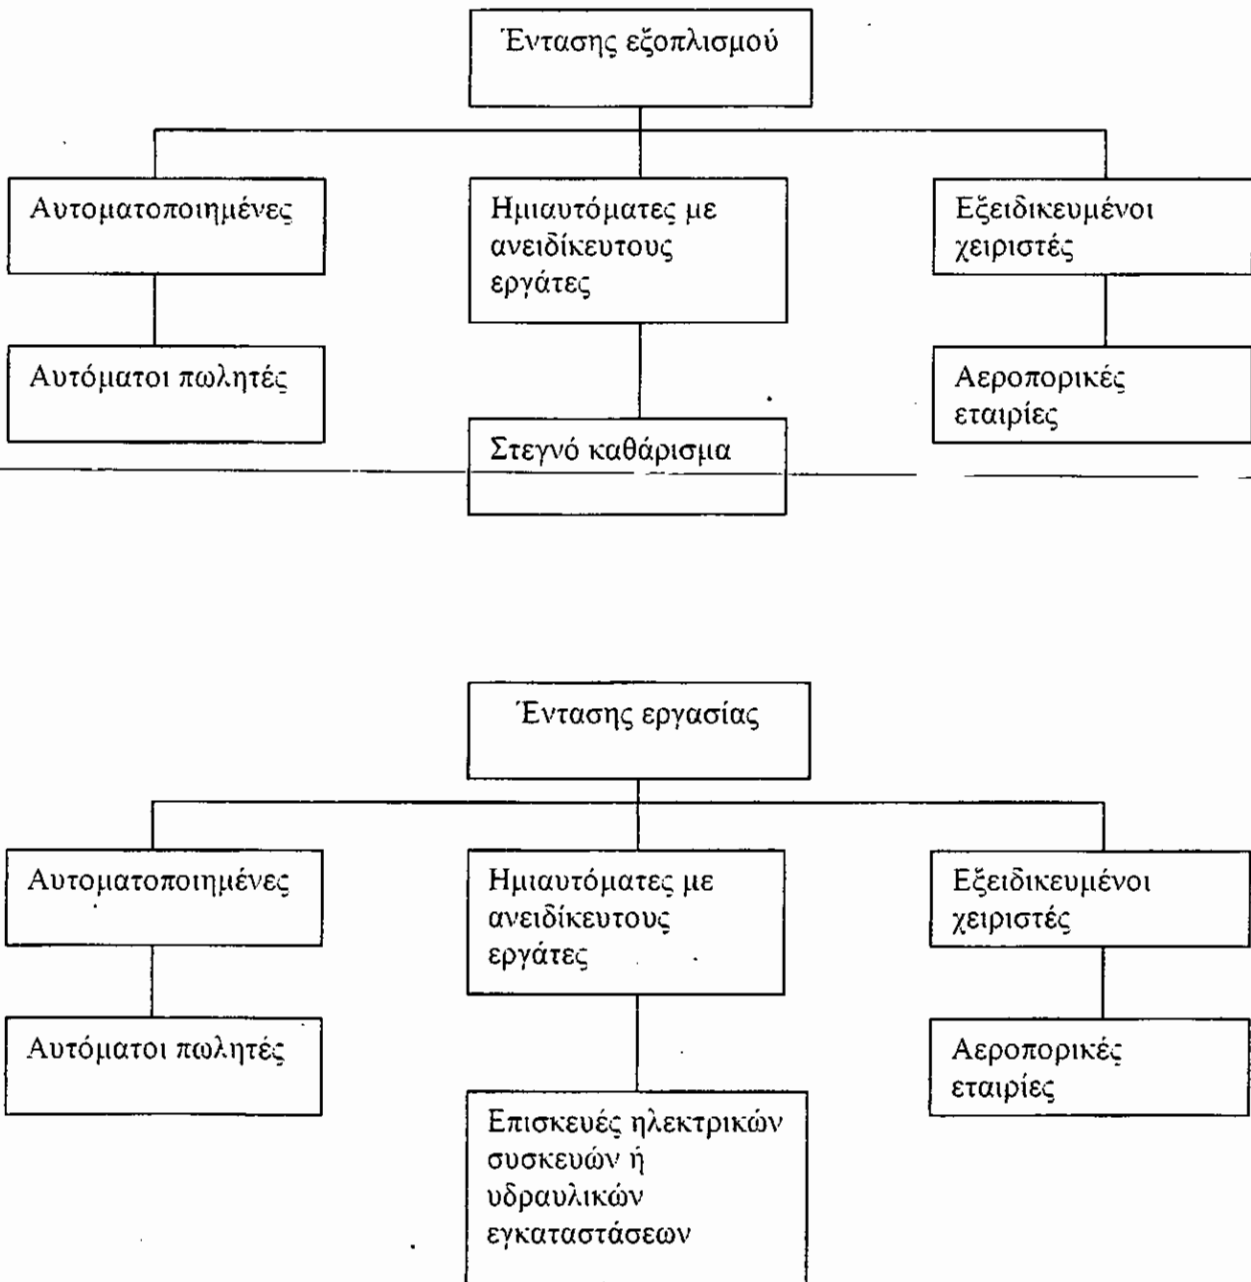 Έντασης εξοπλισμού
Αυτοματοποιημένες
Ημιαυτόματες με
ανειδίκευτους
εργάτες
Εξειδικευμένοι
χειριστές
Αυτόματοι πωλητές
Στεγνό καθάρισμα
Αεροπορικές
εταιρίες
Έντασης εργασίας
Αυτοματοποιημένες
Ημιαυτόματες με
ανειδίκευτους
εργάτες
Εξειδικευμένοι
χειριστές
Αυτόματοι πωλητές
Επισκευές ηλεκτρικών
συσκευών ή
υδραυλικών
εγκαταστάσεων
Αεροπορικές
εταιρίες